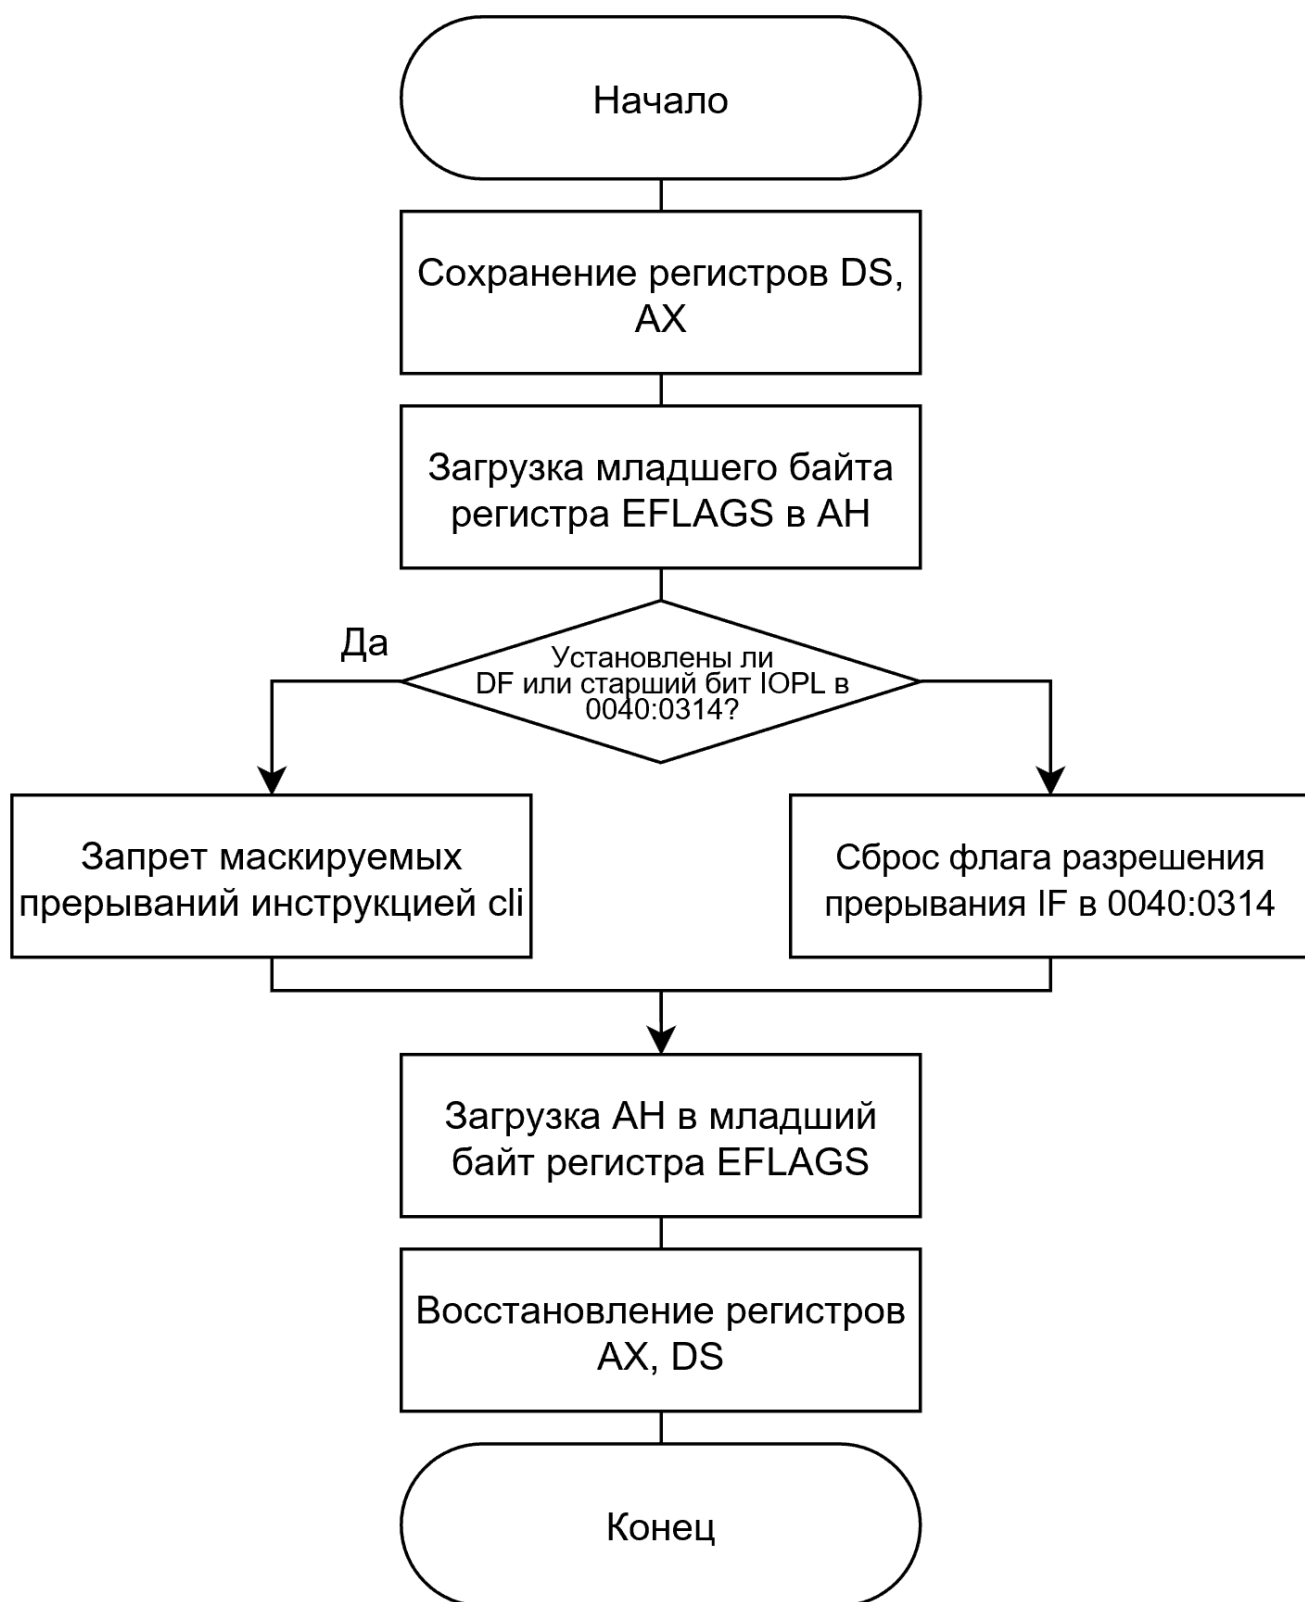 Начало
Сохранение регистров DS,
AX
Загрузка младшего байта
регистра EFLAGS в AH
Да
Установлены ли
DF или старший бит IOPL в
0040:0314?
Запрет маскируемых
прерываний инструкцией cli
Сброс флага разрешения
прерывания IF в 0040:0314
Загрузка AH в младший
байт регистра EFLAGS
Восстановление регистров
AX, DS
Конец